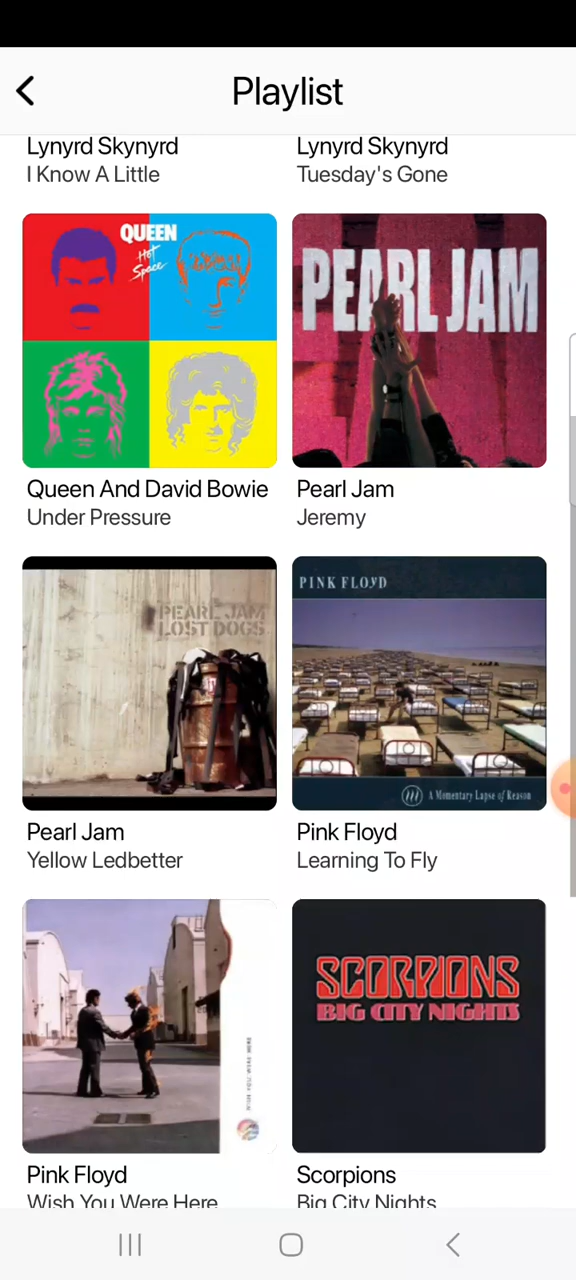 Playlist
Lynyrd Skynyrd
I Know A Little
Lynyrd Skynyrd
Tuesday's Gone
QUEEN
Hot
Space
Queen And David Bowie
Under Pressure
PEARL JAM
Pearl Jam
Jeremy
PEARL JAM
LOST DOGS
Pearl Jam
Yellow Ledbetter
PINK FLOYD
A Momentary Lapse of Reason
Pink Floyd
Learning To Fly
Pink Floyd
Wish You Were Here
SCORPIONS
BIG CITY NIGHTS
Scorpions
Big City Nights